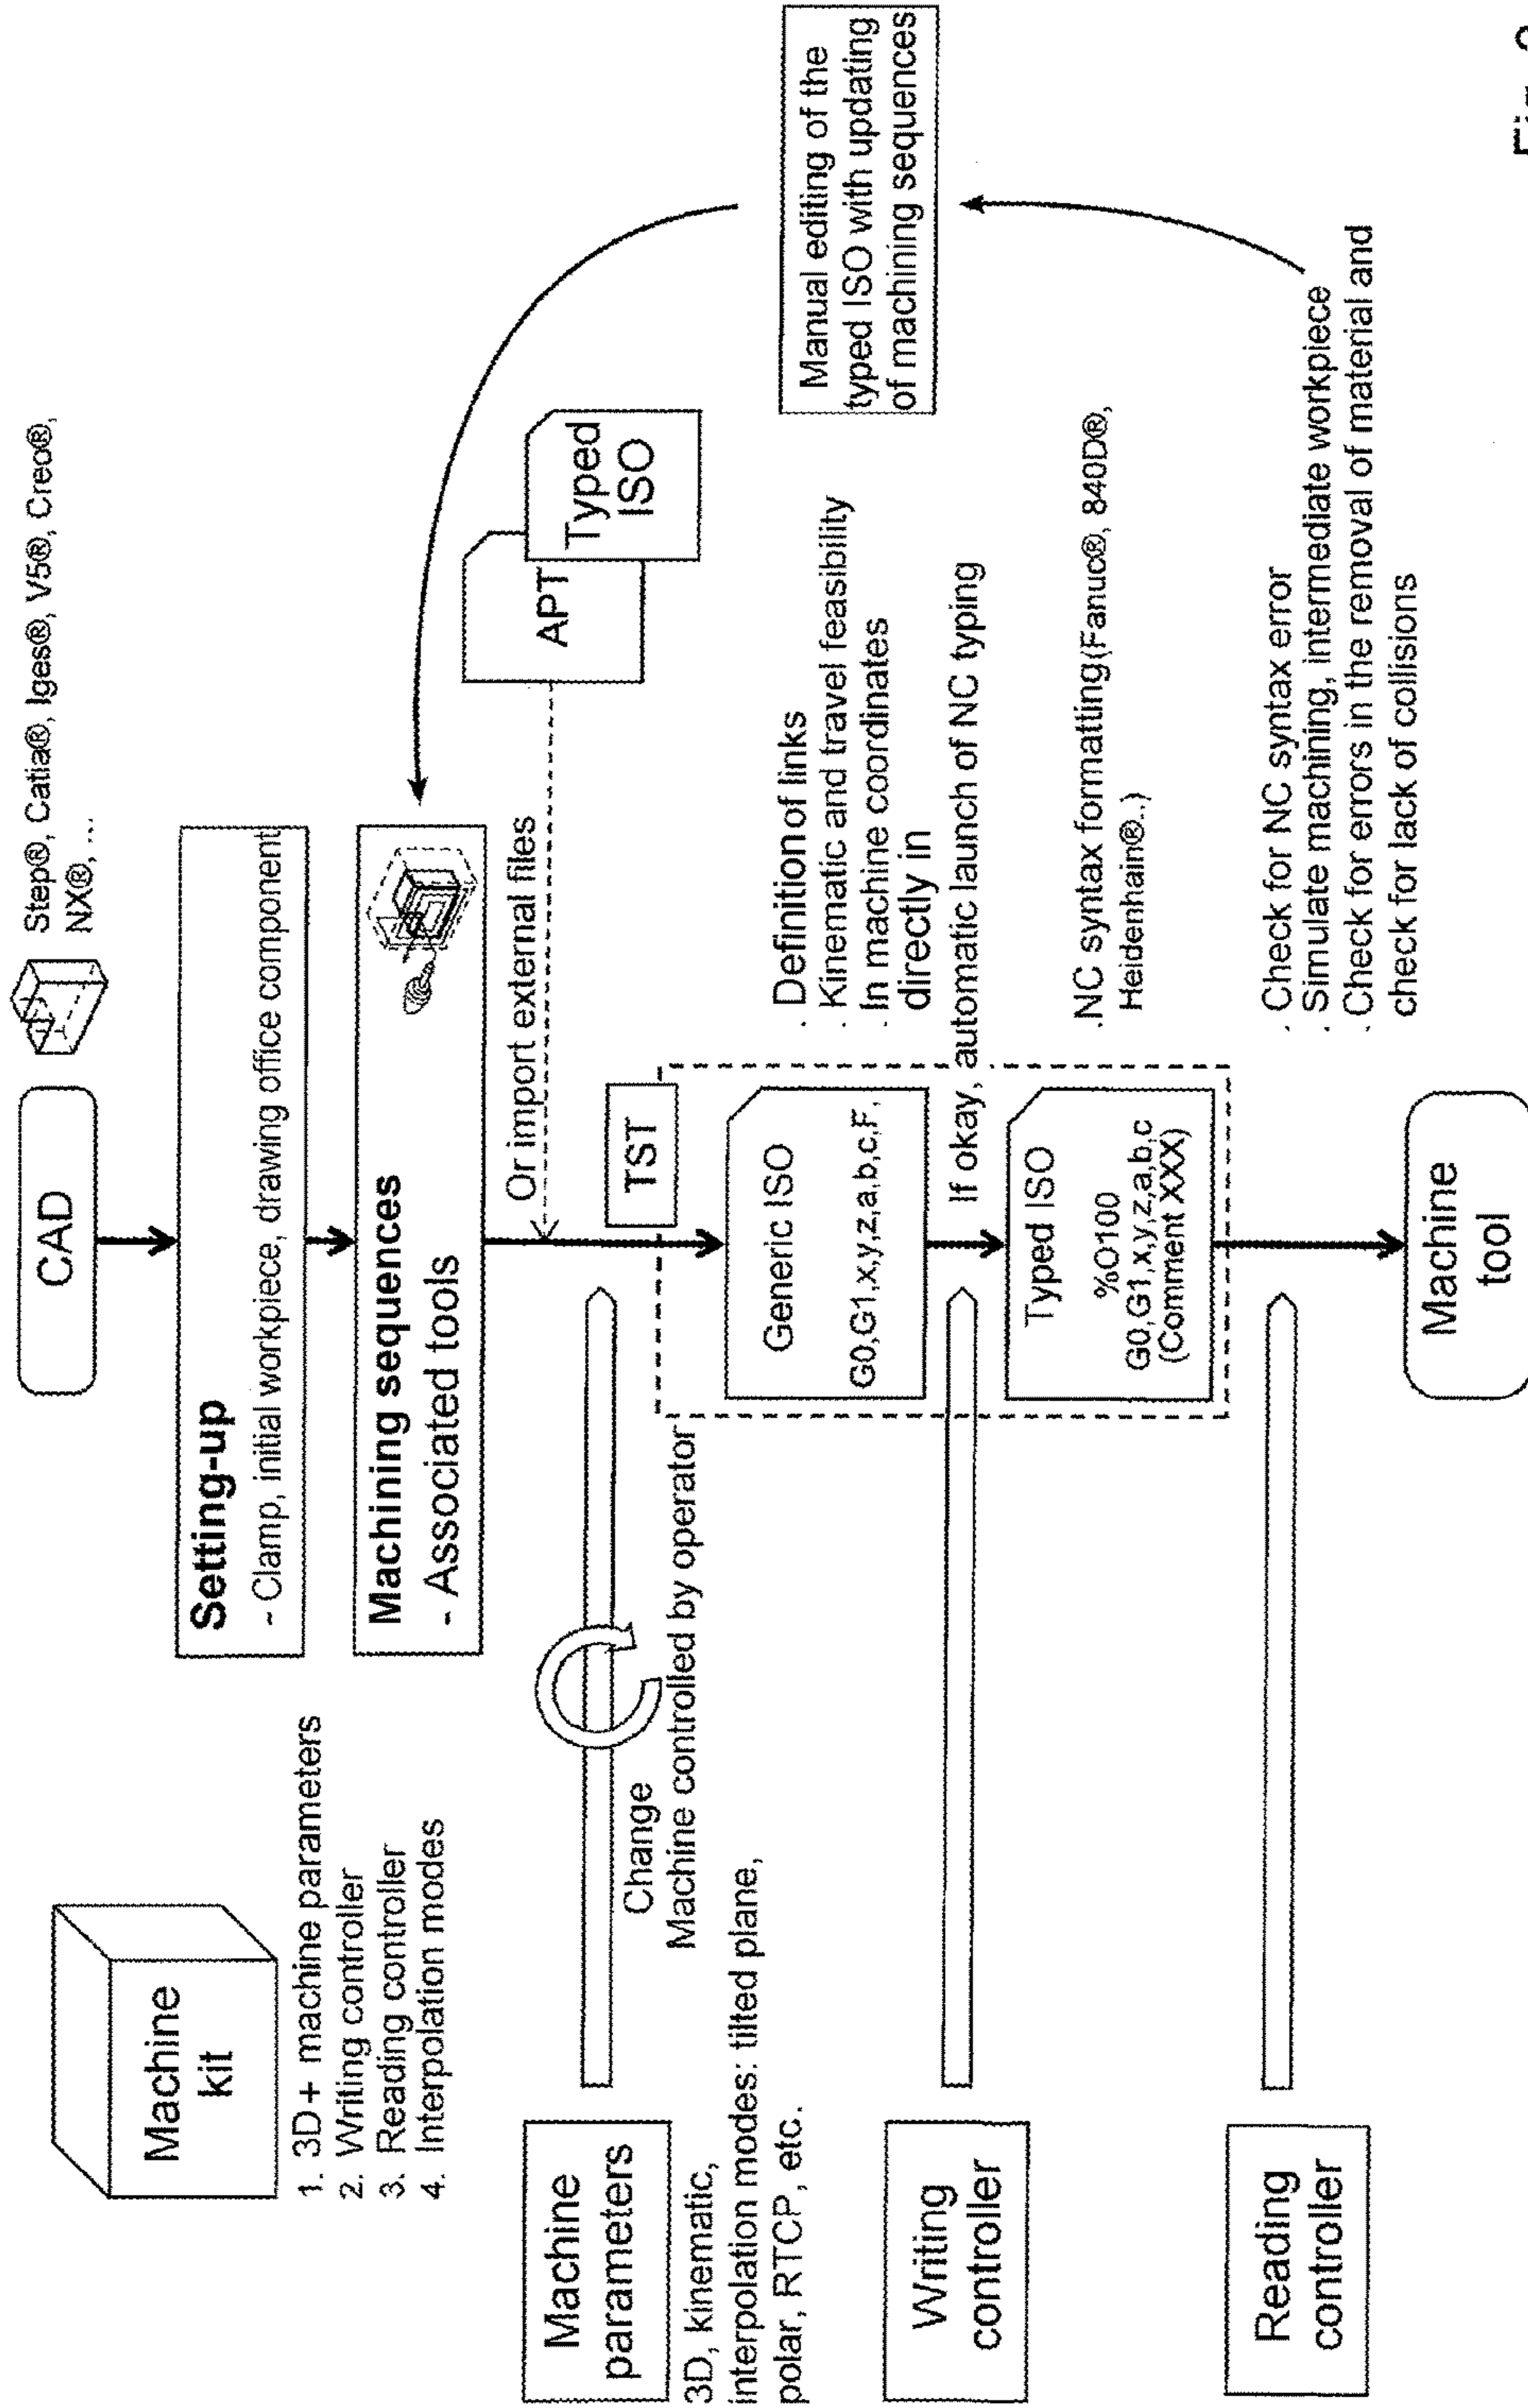 Machine
kit
1. 3D+ machine parameters
2. Writing controller
3. Reading controller
4. Interpolation modes
CAD
Step®, Catia®, Iges®, V5®, Creo®,
NX®, ...
Setting-up
- Clamp, initial workpiece, drawing office component
Machining sequences
- Associated tools
Or import external files
APT
Typed
ISO
Machine
parameters
3D, kinematic,
interpolation modes: tilted plane,
polar, RTCP, etc.
Change
Machine controlled by operator
TST
Generic ISO
G0,G1,x,y,z,a,b,c,F,
. Definition of links
. Kinematic and travel feasibility
. In machine coordinates
directly in
If okay, automatic launch of NC typing
Manual editing of the
typed ISO with updating
of machining sequences
Writing
controller
Typed ISO
%O100
G0,G1,x,y,z,a,b,c
(Comment XXX)
.NC syntax formatting(Fanuc®, 840D®,
Heidenhain®..)
Reading
controller
. Check for NC syntax error
. Simulate machining, intermediate workpiece
. Check for errors in the removal of material and
check for lack of collisions
Machine
tool